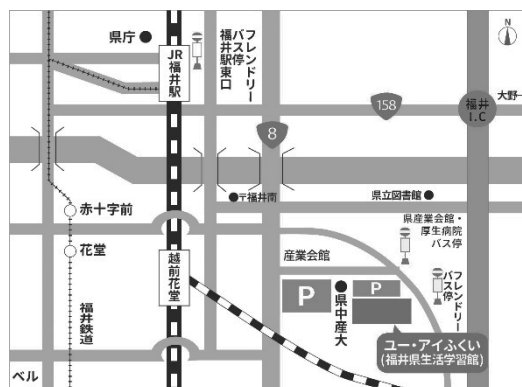 県庁
JR福井駅
フレンドリー
バス停
福井駅東口
N
158
大野
福井
I.C
8
〒福井南
県立図書館
赤十字前
県産業会館・
厚生病院
バス停
花堂
越前花堂
産業会館
フレンドリー
バス停
P
P
県中産大
福井鉄道
ユー・アイふくい
(福井県生活学習館)
ベル